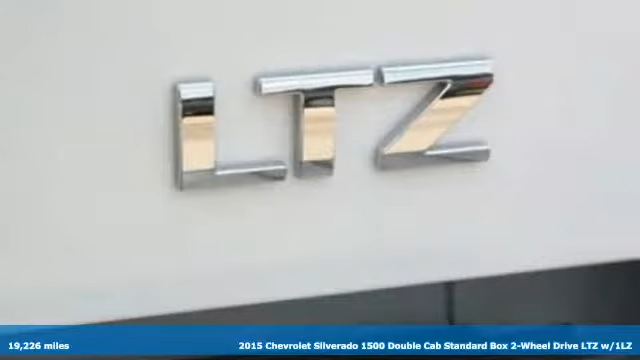 LTZ
19,226 miles
2015 Chevrolet Silverado 1500 Double Cab Standard Box 2-Wheel Drive LTZ w/1LZ